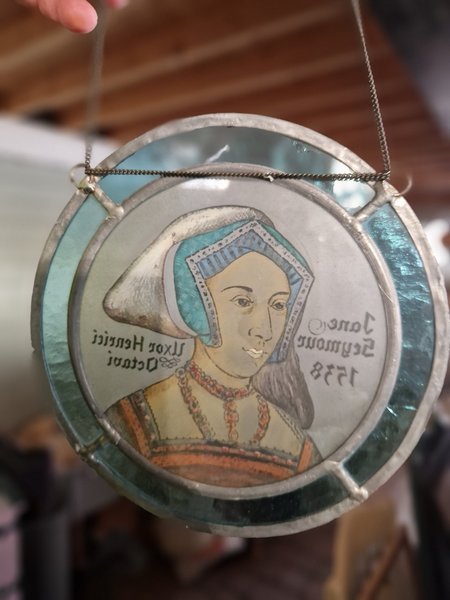 Jane
Seymour
1538
Uxor Henrici
Octavi